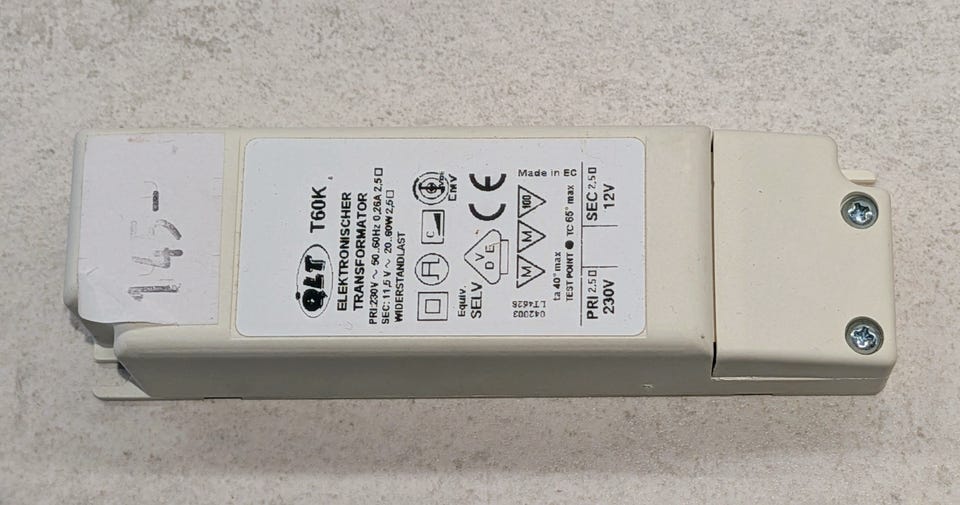 145.-
QLT T60K
ELEKTRONISCHER
TRANSFORMATOR
PRI:230V ~ 50..60Hz 0,26A 2,5□
SEC: 11,5 V ~ 20..60W 2,5□
WIDERSTANDLAST
C
EMV
Equiv.
SELV
VDE
CE
042003
LT4626
M M 100
Made in EC
ta 40° max
TEST POINT ● TC 65° max
PRI 2,5□
230V
SEC 2,5□
12V